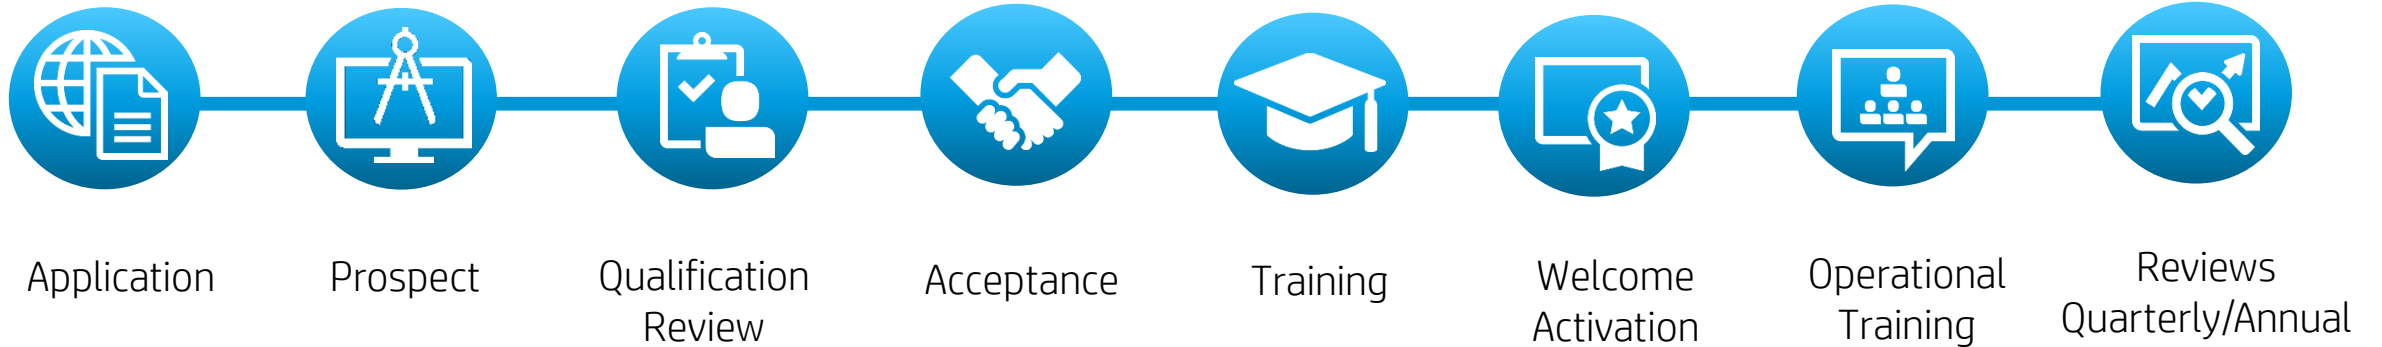 Application
Prospect
Qualification
Review
Acceptance
Training
Welcome
Activation
Operational
Training
Reviews
Quarterly/Annual